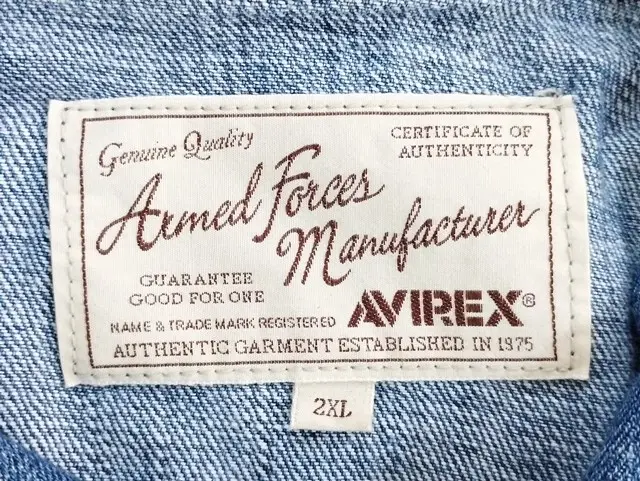 Genuine Quality
CERTIFICATE OF
AUTHENTICITY
Armed Forces
Manufacturer
GUARANTEE
GOOD FOR ONE
NAME & TRADE MARK REGISTERED
AVIREX®
AUTHENTIC GARMENT ESTABLISHED IN 1975
2XL